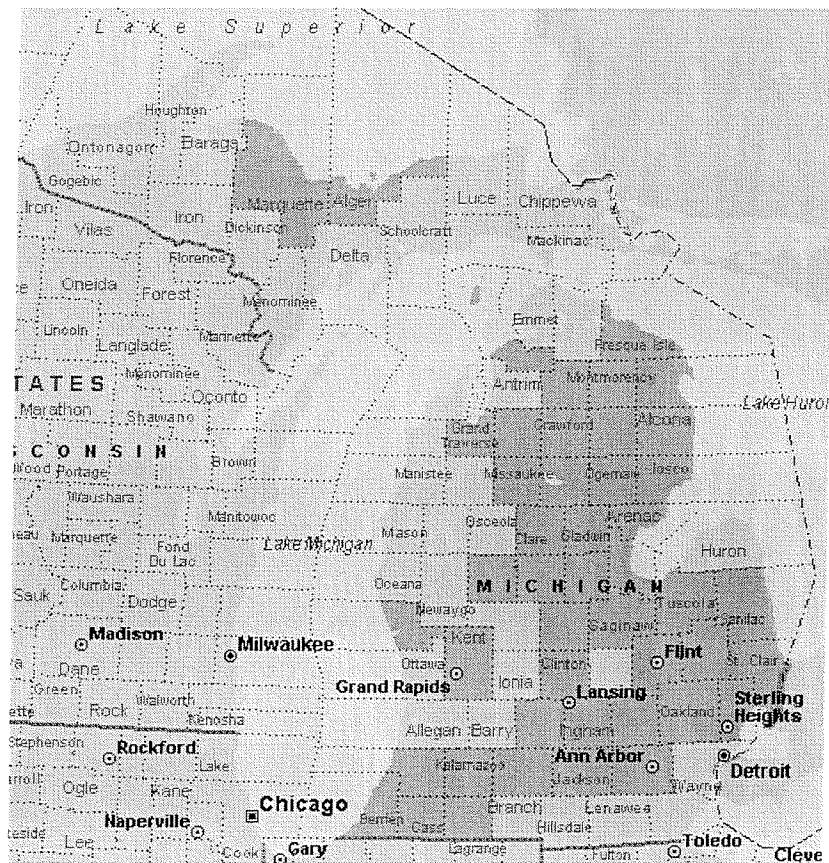 Lake Superior
Houghton
Ontonagon Baraga
Gogebic
Iron Vilas Iron Marquette Alger Luce Chippewa
Dickinson Schoolcraft
Mackinac
Florence Delta
Oneida Forest Menominee
Emmet
Lincoln Langlade Marinette Presque Isle
Menominee Antrim Montmorency
TATES Oconto
Marathon Shawano Grand Traverse Crawford Alcona Lake Huron
SCONSIN
Portage Brown Manistee Missaukee Ogemaw Iosco
Waushara
Manitowoc Osceola Arenac
Marquette Fond Du Lac Lake Michigan Mason Clare Gladwin Huron
Columbia Oceana MICHIGAN
Sauk Dodge Newaygo Tuscola Sanilac
Madison Milwaukee Kent Saginaw Flint
Dane Ottawa Clinton St. Clair
Green Grand Rapids Ionia Lansing
Rock Walworth Kenosha Oakland Sterling Heights
Allegan Barry Ingham
Stephenson Rockford Lake Kalamazoo Ann Arbor Detroit
Jackson Wayne
Ogle Kane Chicago Branch Lenawee
Naperville Berrien Cass Hillsdale
Lee Cook Gary Lagrange Fulton Toledo Cleve